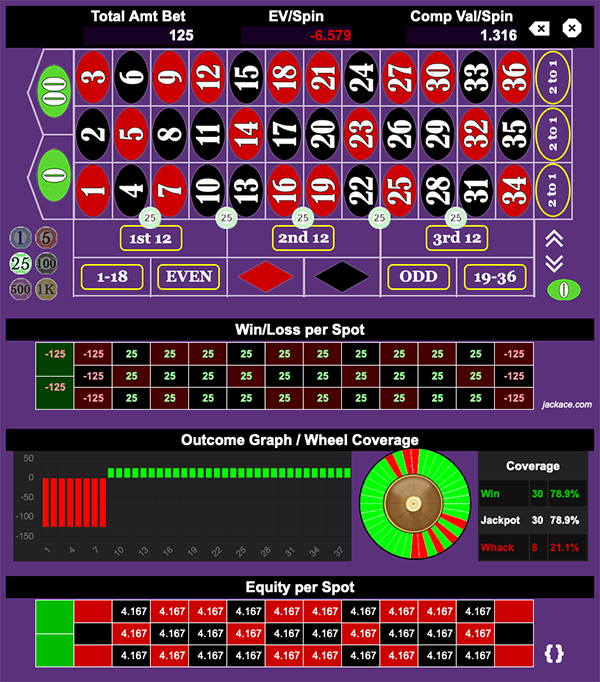 Total Amt Bet EV/Spin Comp Val/Spin
125 -6.579 1.316
00 3 6 9 12 15 18 21 24 27 30 33 36 2 to 1
2 5 8 11 14 17 20 23 26 29 32 35 2 to 1
0 1 4 7 10 13 16 19 22 25 28 31 34 2 to 1
25 25 25 25 25
1st 12 2nd 12 3rd 12
1 5
25 100
500 1K
1-18 EVEN ODD 19-36 0
Win/Loss per Spot
-125 -125 25 25 25 25 25 25 25 25 25 25 -125
-125 25 25 25 25 25 25 25 25 25 25 -125
-125 -125 25 25 25 25 25 25 25 25 25 25 -125
jackace.com
Outcome Graph / Wheel Coverage
50
0
-50
-100
-150
1 4 7 10 13 16 19 22 25 28 31 34 37
Coverage
Win 30 78.9%
Jackpot 30 78.9%
Whack 8 21.1%
Equity per Spot
4.167 4.167 4.167 4.167 4.167 4.167 4.167 4.167 4.167 4.167
4.167 4.167 4.167 4.167 4.167 4.167 4.167 4.167 4.167 4.167
4.167 4.167 4.167 4.167 4.167 4.167 4.167 4.167 4.167 4.167
{}